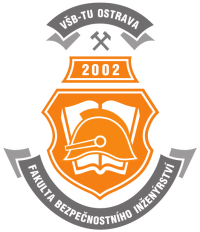 VŠB-TU OSTRAVA
2002
FAKULTA BEZPEČNOSTNÍHO INŽENÝRSTVÍ